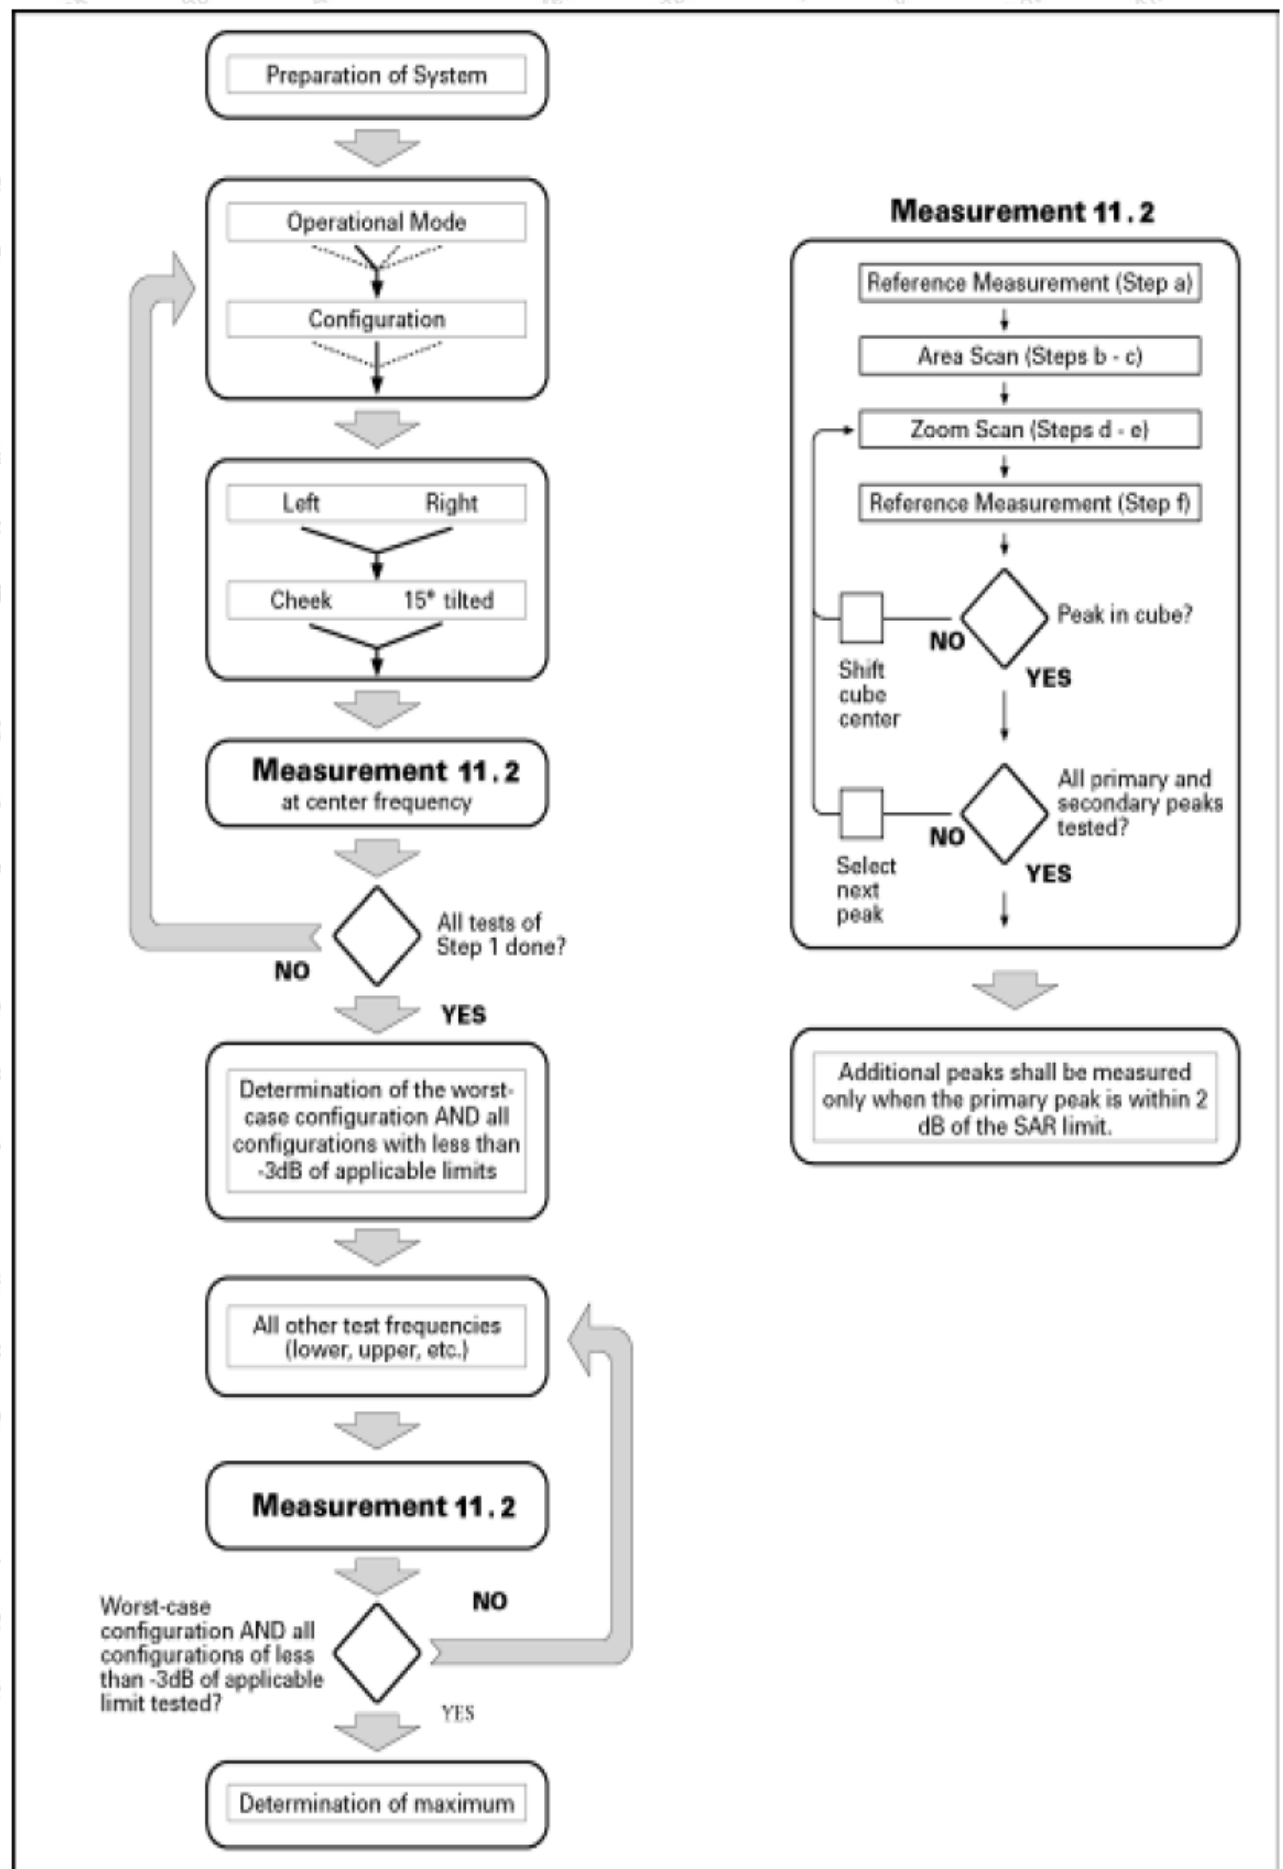 Preparation of System
Operational Mode
Configuration
Left Right
Cheek 15° tilted
Measurement 11.2
at center frequency
All tests of
Step 1 done?
NO
YES
Determination of the worst-
case configuration AND all
configurations with less than
-3dB of applicable limits
All other test frequencies
(lower, upper, etc.)
Measurement 11.2
NO
Worst-case
configuration AND all
configurations of less
than -3dB of applicable
limit tested?
YES
Determination of maximum
Measurement 11.2
Reference Measurement (Step a)
Area Scan (Steps b - c)
Zoom Scan (Steps d - e)
Reference Measurement (Step f)
Peak in cube?
NO
Shift
cube
center
YES
All primary and
secondary peaks
tested?
NO
Select
next
peak
YES
Additional peaks shall be measured
only when the primary peak is within 2
dB of the SAR limit.